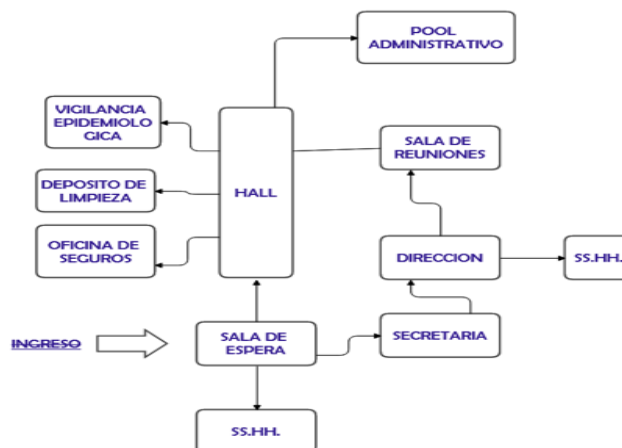 POOL
ADMINISTRATIVO
VIGILANCIA
EPIDEMIOLO
GICA
SALA DE
REUNIONES
DEPOSITO DE
LIMPIEZA
HALL
OFICINA DE
SEGUROS
DIRECCION
SS.HH.
INGRESO
SALA DE
ESPERA
SECRETARIA
SS.HH.